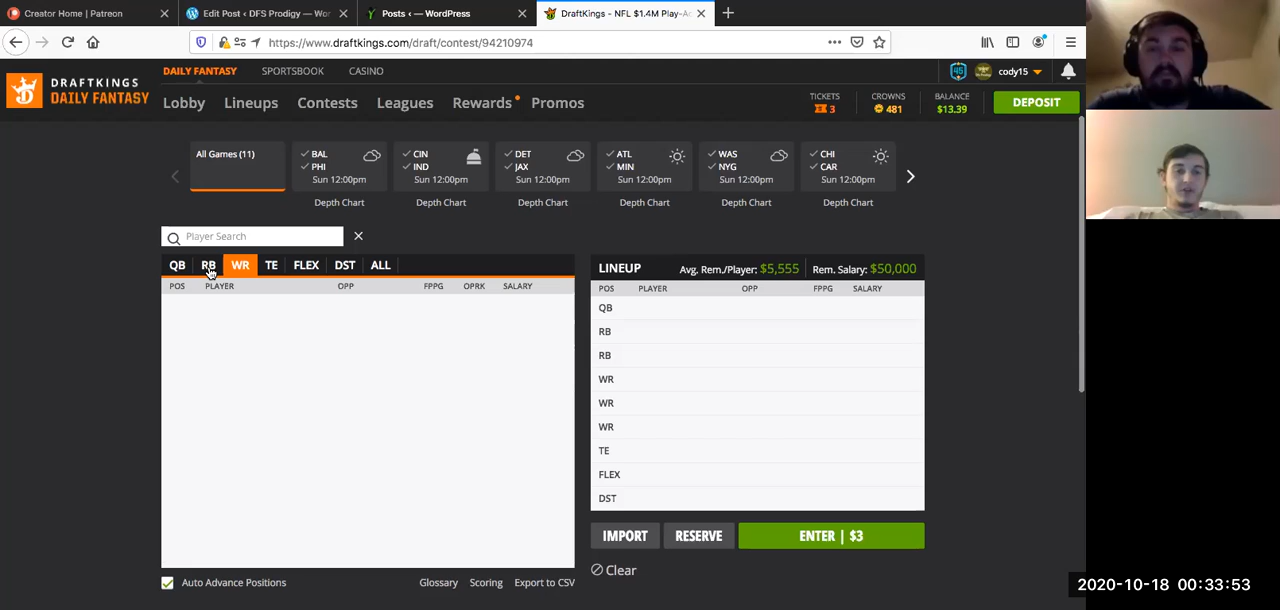 Creator Home | Patreon
Edit Post ‹ DFS Prodigy — Wor
Posts ‹ — WordPress
DraftKings - NFL $1.4M Play-A
https://www.draftkings.com/draft/contest/94210974
DRAFTKINGS
DAILY FANTASY
DAILY FANTASY SPORTSBOOK CASINO
cody15
Lobby Lineups Contests Leagues Rewards Promos
TICKETS CROWNS BALANCE
3 481 $13.39
DEPOSIT
All Games (11)
BAL
PHI
Sun 12:00pm
Depth Chart
CIN
IND
Sun 12:00pm
Depth Chart
DET
JAX
Sun 12:00pm
Depth Chart
ATL
MIN
Sun 12:00pm
Depth Chart
WAS
NYG
Sun 12:00pm
Depth Chart
CHI
CAR
Sun 12:00pm
Depth Chart
Player Search
QB RB WR TE FLEX DST ALL
POS PLAYER OPP FPPG OPRK SALARY
Auto Advance Positions
Glossary Scoring Export to CSV
LINEUP Avg. Rem./Player: $5,555 Rem. Salary: $50,000
POS PLAYER OPP FPPG SALARY
QB
RB
RB
WR
WR
WR
TE
FLEX
DST
IMPORT RESERVE ENTER | $3
Clear
2020-10-18 00:33:53